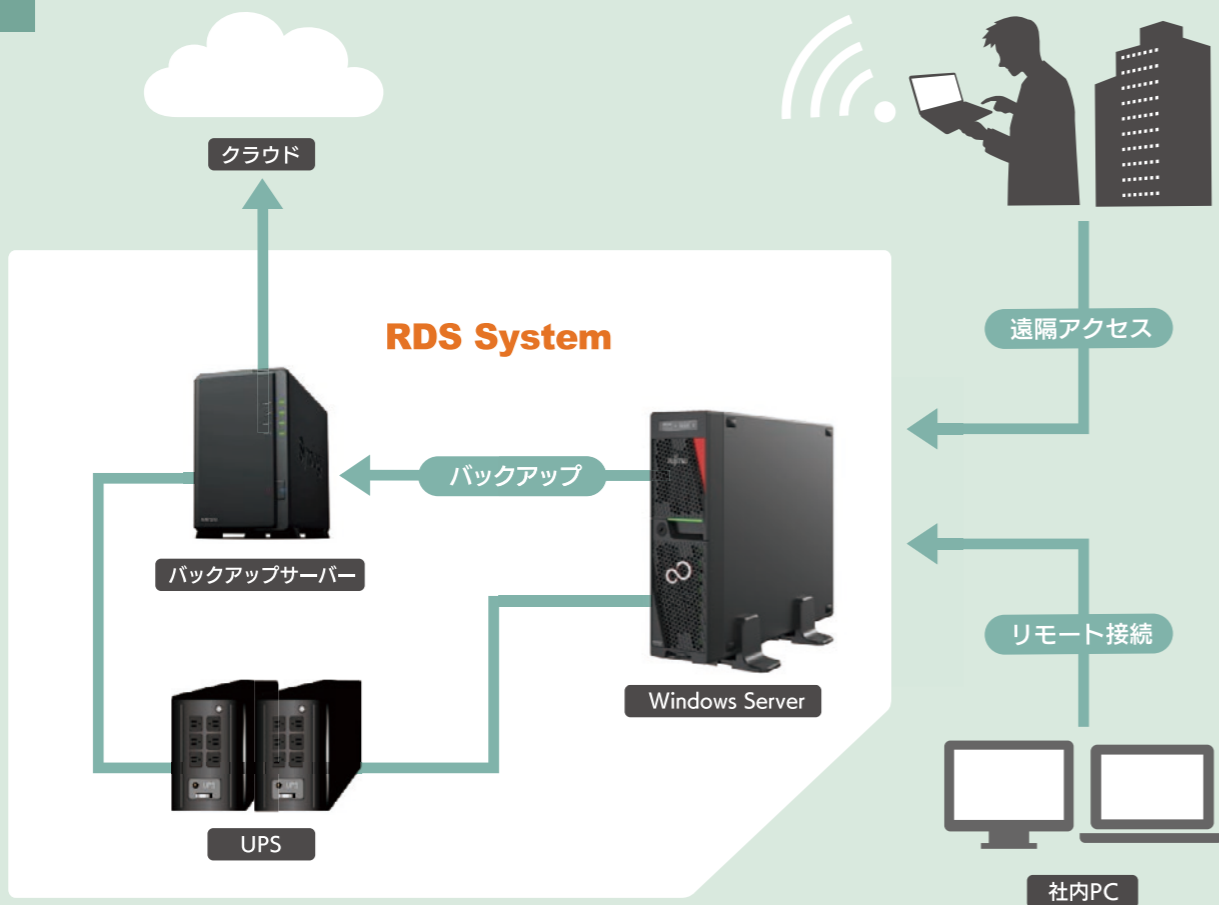 クラウド
RDS System
遠隔アクセス
バックアップ
バックアップサーバー
リモート接続
Windows Server
UPS
社内PC